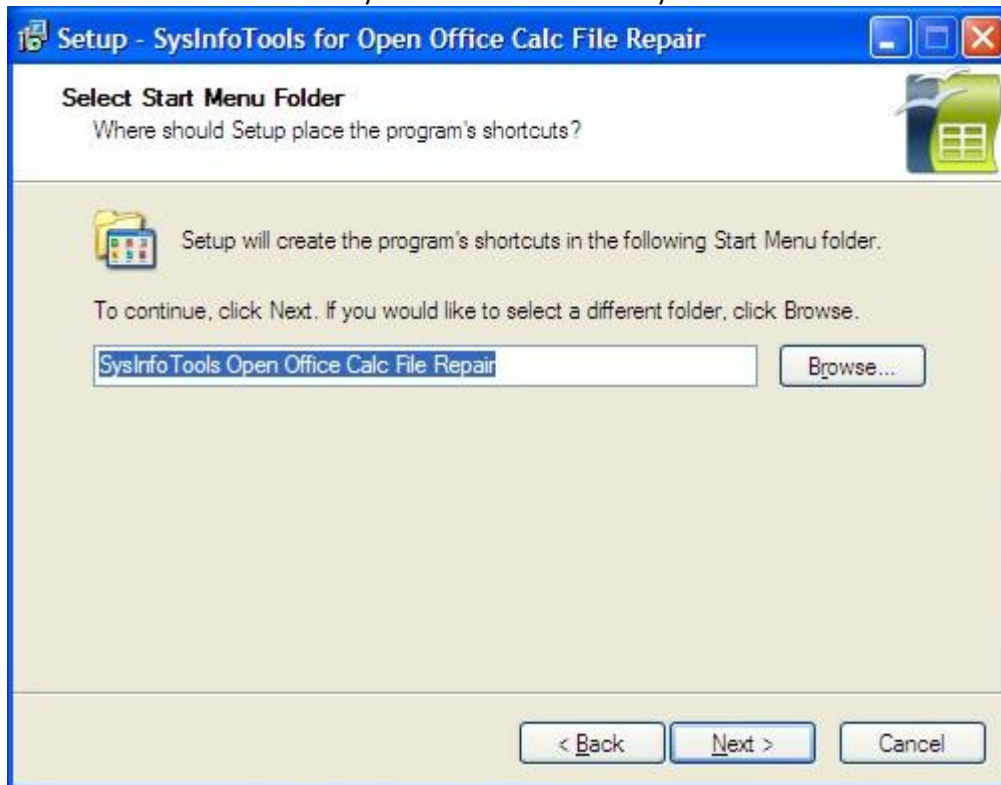 Setup - SysInfoTools for Open Office Calc File Repair
Select Start Menu Folder
Where should Setup place the program's shortcuts?
Setup will create the program's shortcuts in the following Start Menu folder.
To continue, click Next. If you would like to select a different folder, click Browse.
SysInfoTools Open Office Calc File Repair
Browse...
< Back
Next >
Cancel